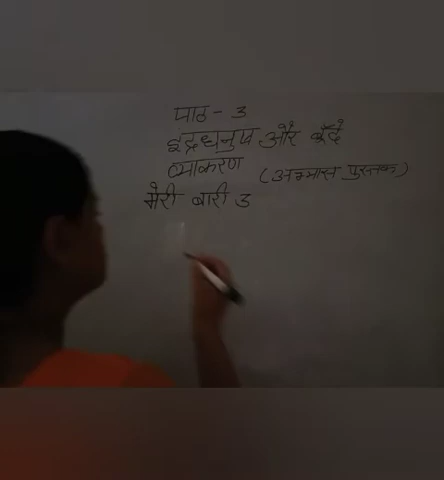 पाठ - 3
इंद्रधनुष और बूँदें
व्याकरण (अभ्यास पुस्तक)
मेरी बारी 3